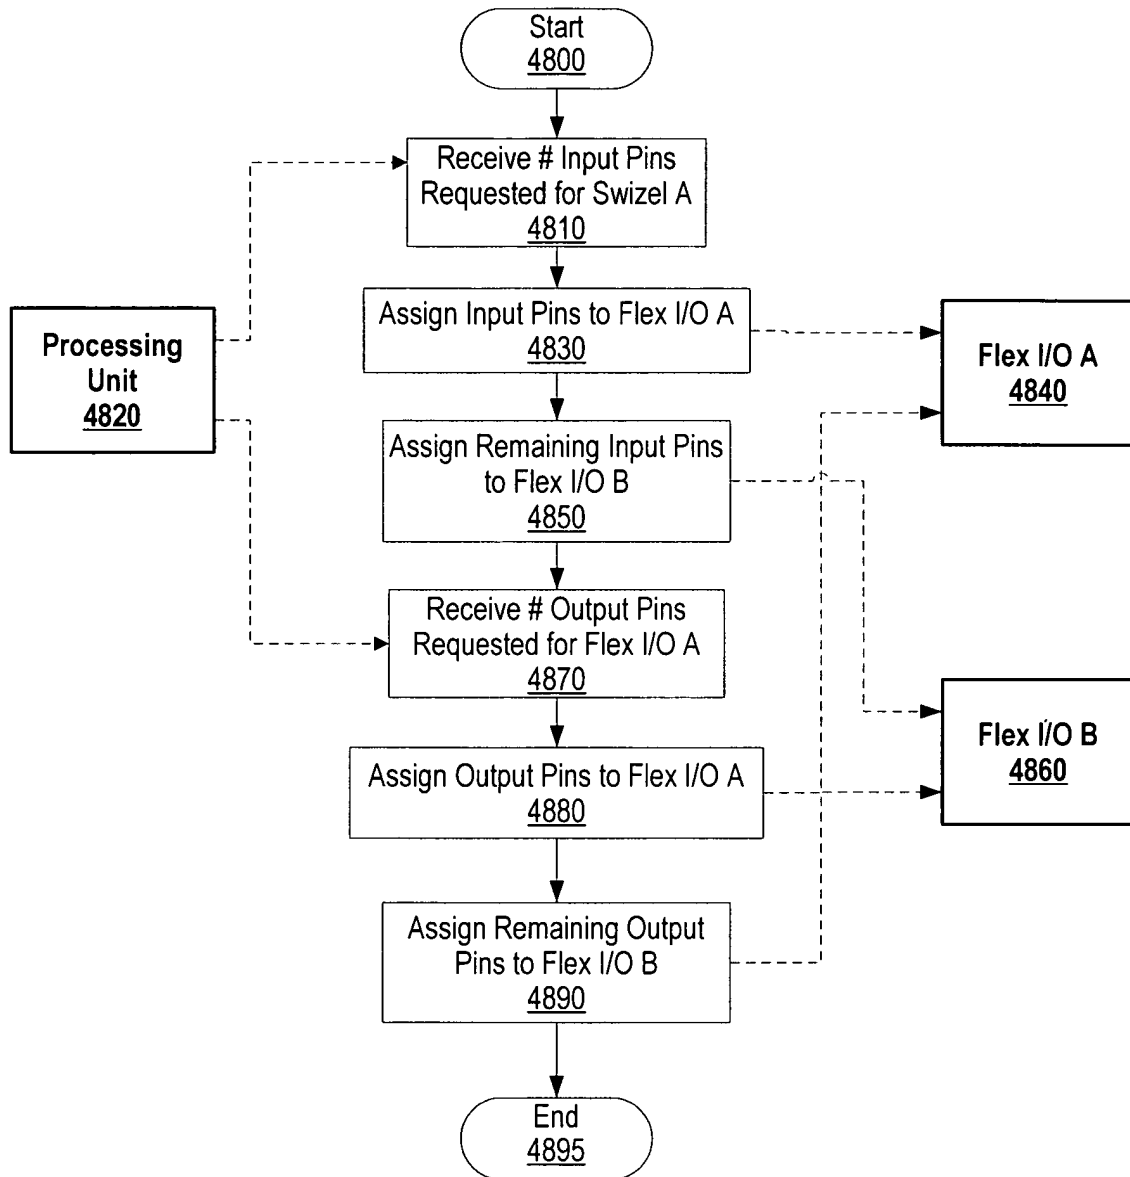 Start
4800
Receive # Input Pins
Requested for Swizel A
4810
Assign Input Pins to Flex I/O A
4830
Processing
Unit
4820
Flex I/O A
4840
Assign Remaining Input Pins
to Flex I/O B
4850
Receive # Output Pins
Requested for Flex I/O A
4870
Flex I/O B
4860
Assign Output Pins to Flex I/O A
4880
Assign Remaining Output
Pins to Flex I/O B
4890
End
4895